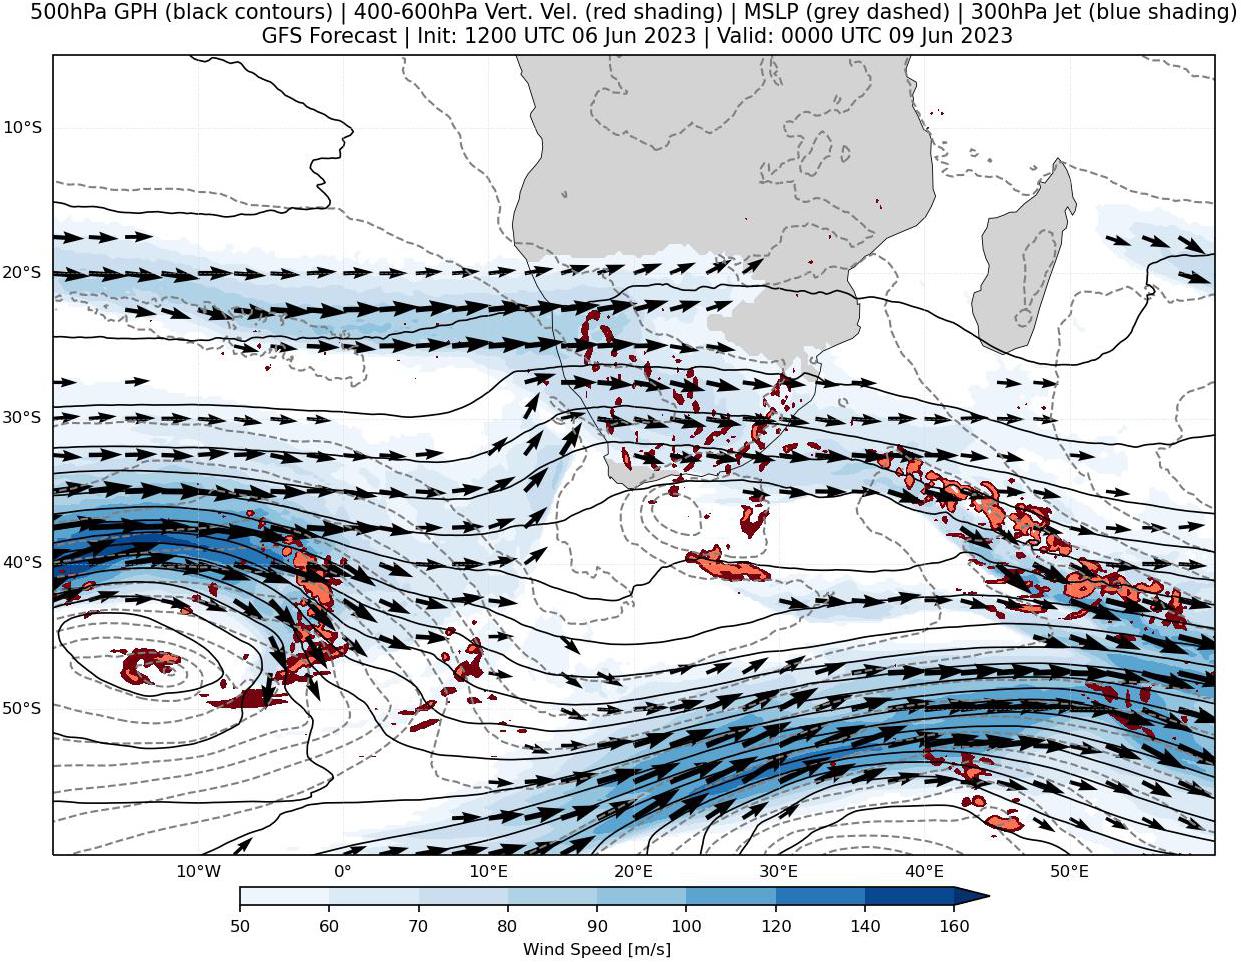 500hPa GPH (black contours) | 400-600hPa Vert. Vel. (red shading) | MSLP (grey dashed) | 300hPa Jet (blue shading)
GFS Forecast | Init: 1200 UTC 06 Jun 2023 | Valid: 0000 UTC 09 Jun 2023
10°S
20°S
30°S
40°S
50°S
10°W 0° 10°E 20°E 30°E 40°E 50°E
50 60 70 80 90 100 120 140 160
Wind Speed [m/s]